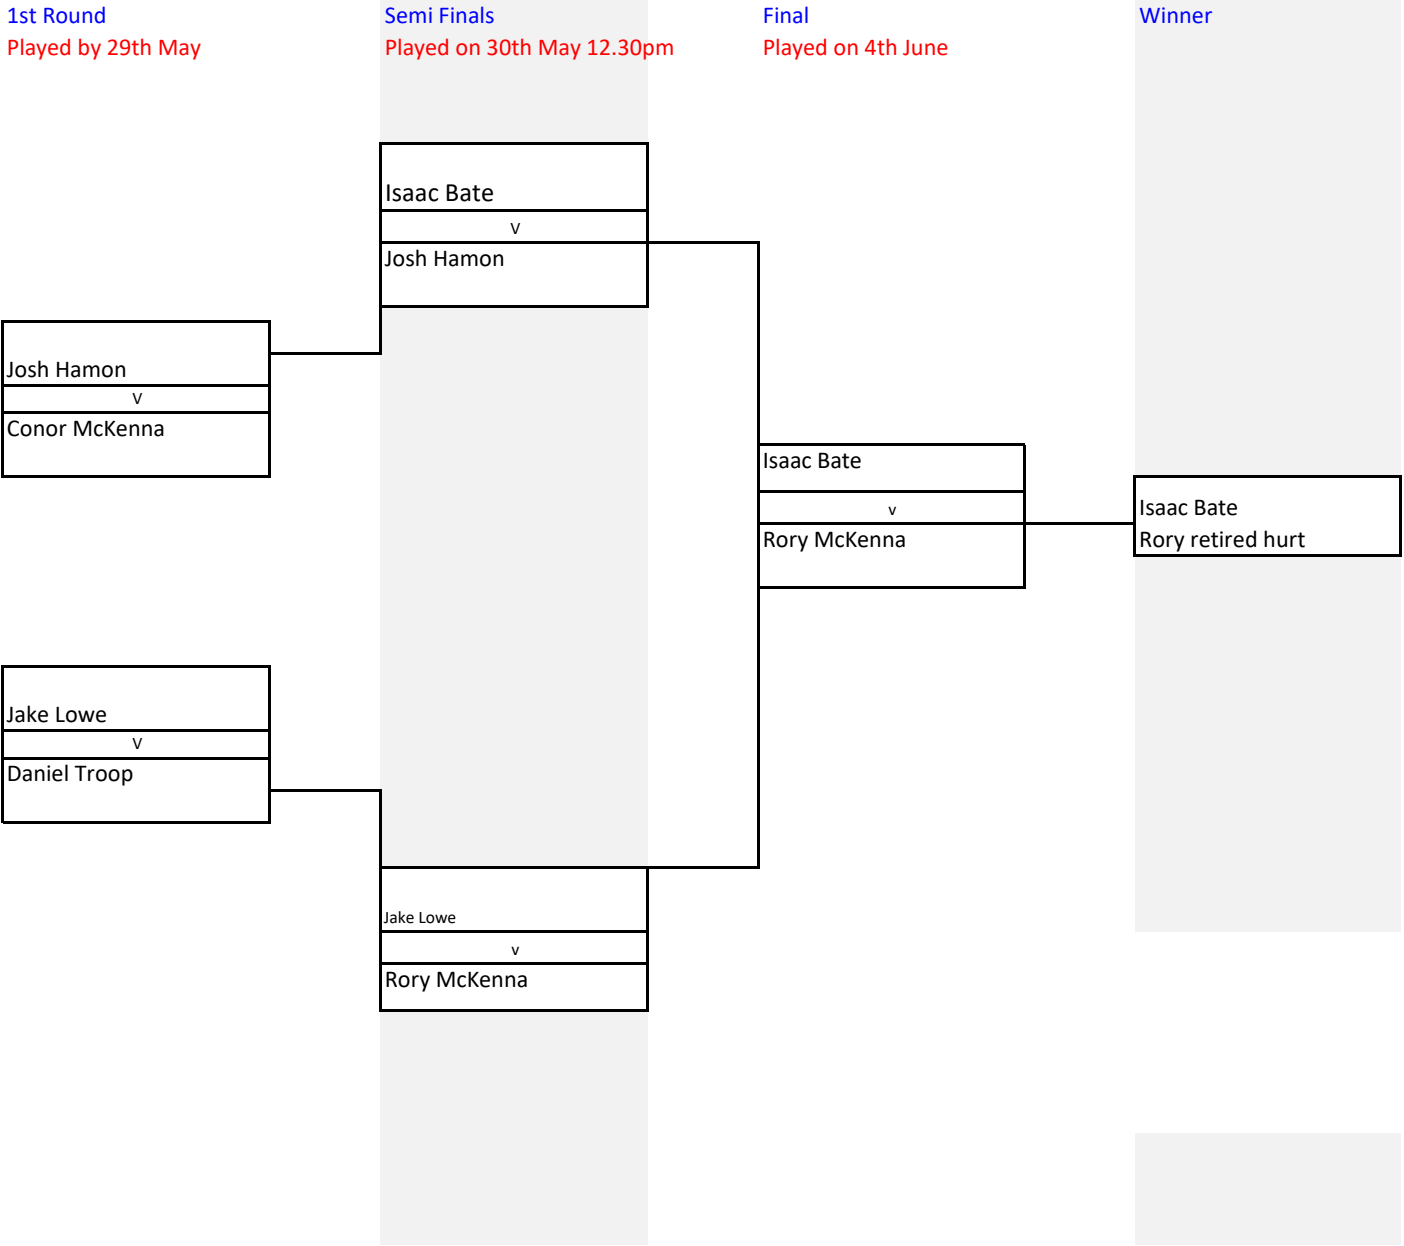 1st Round
Played by 29th May
Semi Finals
Played on 30th May 12.30pm
Final
Played on 4th June
Winner
Isaac Bate
V
Josh Hamon
Josh Hamon
V
Conor McKenna
Isaac Bate
v
Rory McKenna
Isaac Bate
Rory retired hurt
Jake Lowe
V
Daniel Troop
Jake Lowe
v
Rory McKenna